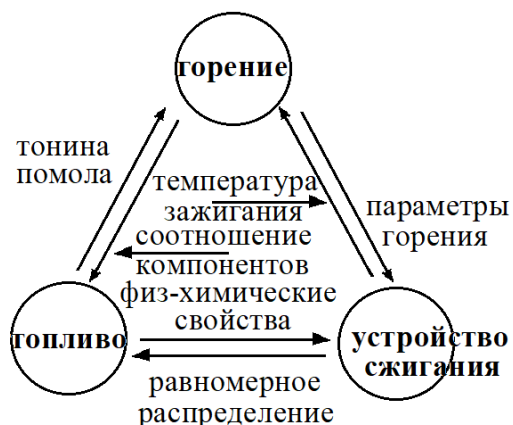 горение
тонина
помола
температура
зажигания
параметры
горения
соотношение
компонентов
физ-химические
свойства
топливо
устройство
сжигания
равномерное
распределение